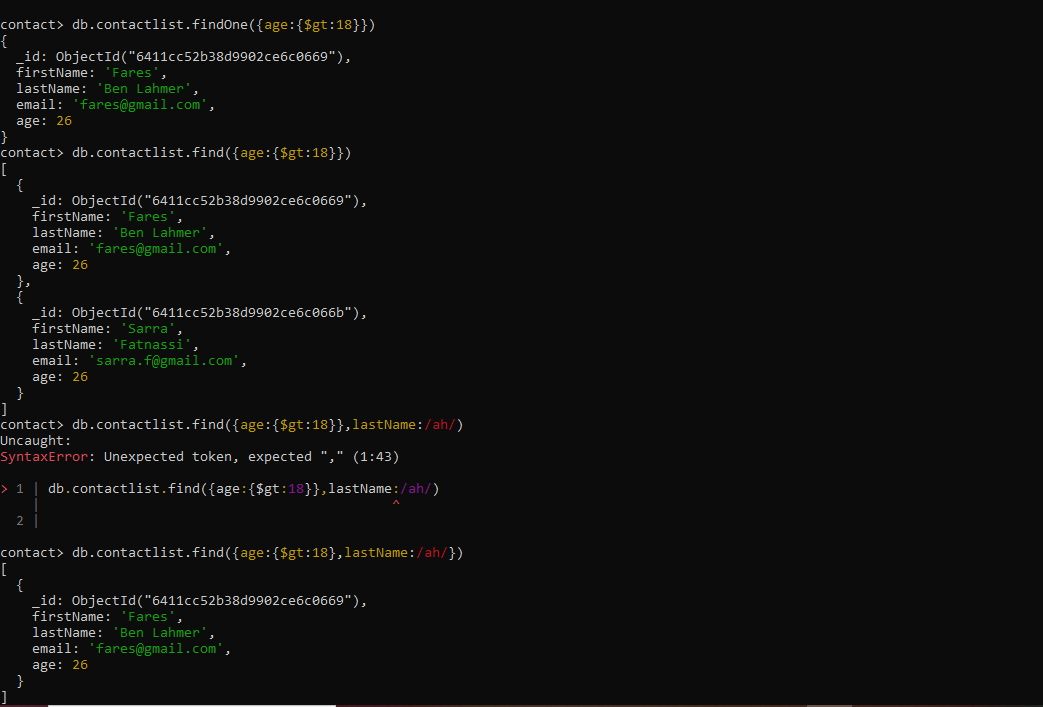 contact> db.contactlist.findOne({age:{$gt:18}})
{
  _id: ObjectId("6411cc52b38d9902ce6c0669"),
  firstName: 'Fares',
  lastName: 'Ben Lahmer',
  email: 'fares@gmail.com',
  age: 26
}
contact> db.contactlist.find({age:{$gt:18}})
[
  {
    _id: ObjectId("6411cc52b38d9902ce6c0669"),
    firstName: 'Fares',
    lastName: 'Ben Lahmer',
    email: 'fares@gmail.com',
    age: 26
  },
  {
    _id: ObjectId("6411cc52b38d9902ce6c066b"),
    firstName: 'Sarra',
    lastName: 'Fatnassi',
    email: 'sarra.f@gmail.com',
    age: 26
  }
]
contact> db.contactlist.find({age:{$gt:18}},lastName:/ah/)
Uncaught:
SyntaxError: Unexpected token, expected "," (1:43)

> 1 | db.contactlist.find({age:{$gt:18}},lastName:/ah/)
    |                                            ^
  2 |

contact> db.contactlist.find({age:{$gt:18},lastName:/ah/})
[
  {
    _id: ObjectId("6411cc52b38d9902ce6c0669"),
    firstName: 'Fares',
    lastName: 'Ben Lahmer',
    email: 'fares@gmail.com',
    age: 26
  }
]